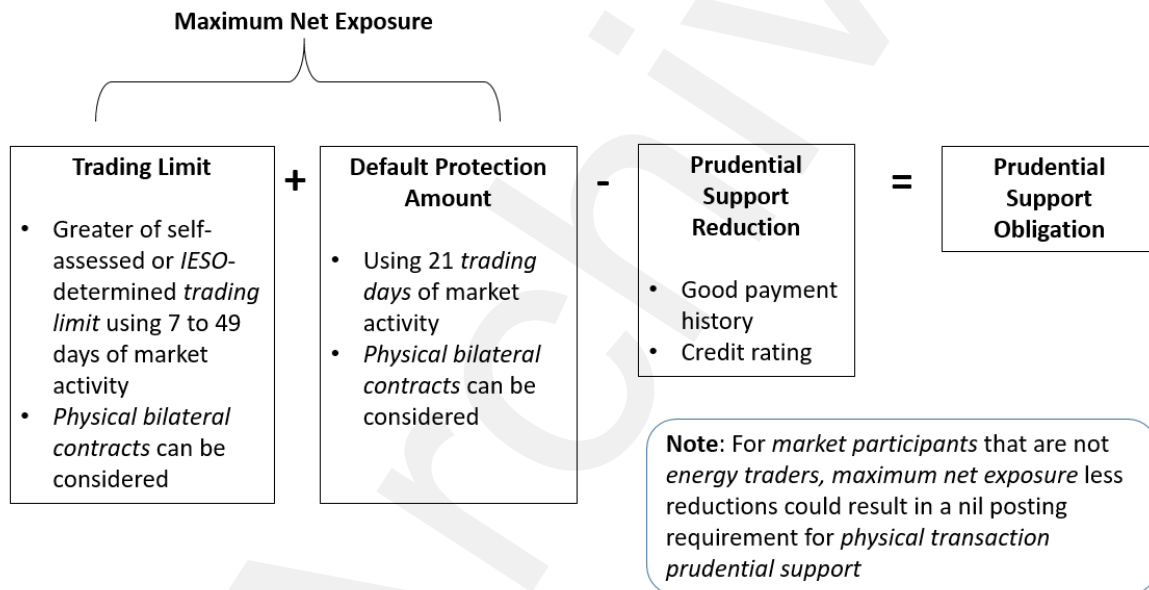 Maximum Net Exposure
Trading Limit
• Greater of self-
assessed or IESO-
determined trading
limit using 7 to 49
days of market
activity
• Physical bilateral
contracts can be
considered
+
Default Protection
Amount
• Using 21 trading
days of market
activity
• Physical bilateral
contracts can be
considered
-
Prudential
Support
Reduction
• Good payment
history
• Credit rating
=
Prudential
Support
Obligation
Note: For market participants that are not
energy traders, maximum net exposure less
reductions could result in a nil posting
requirement for physical transaction
prudential support